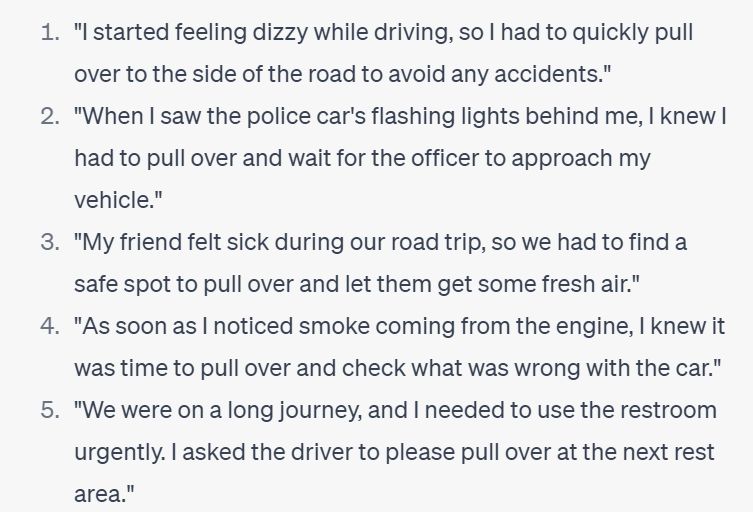 1. "I started feeling dizzy while driving, so I had to quickly pull
over to the side of the road to avoid any accidents."
2. "When I saw the police car's flashing lights behind me, I knew I
had to pull over and wait for the officer to approach my
vehicle."
3. "My friend felt sick during our road trip, so we had to find a
safe spot to pull over and let them get some fresh air."
4. "As soon as I noticed smoke coming from the engine, I knew it
was time to pull over and check what was wrong with the car."
5. "We were on a long journey, and I needed to use the restroom
urgently. I asked the driver to please pull over at the next rest
area."